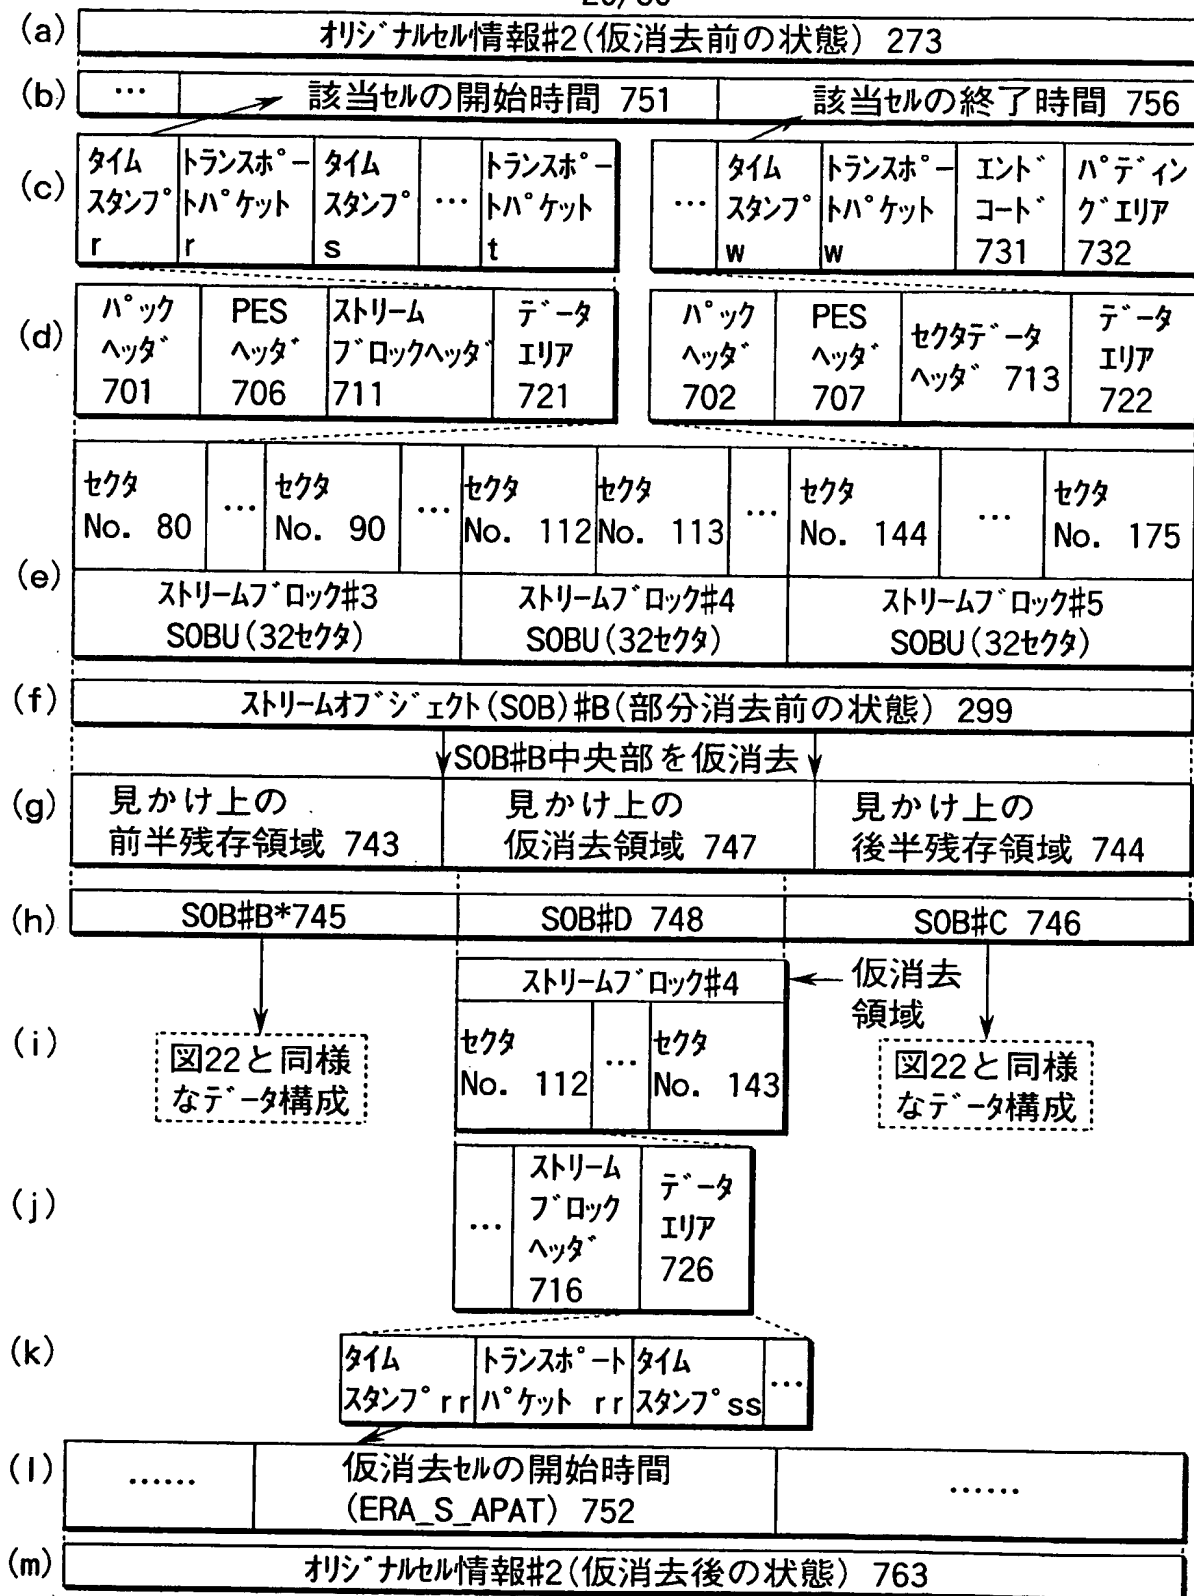 (a) オリジナルセル情報#2(仮消去前の状態) 273
(b) … 該当セルの開始時間 751 該当セルの終了時間 756
(c)
タイム
スタンプ
r
トランスポー
トパケット
r
タイム
スタンプ
s
…
トランスポー
トパケット
t
…
タイム
スタンプ
w
トランスポー
トパケット
w
エンド
コード
731
パディン
グエリア
732
(d)
パック
ヘッダ
701
PES
ヘッダ
706
ストリーム
ブロックヘッダ
711
データ
エリア
721
パック
ヘッダ
702
PES
ヘッダ
707
セクタデータ
ヘッダ 713
データ
エリア
722
(e)
セクタ
No. 80
…
セクタ
No. 90
…
セクタ
No. 112
セクタ
No. 113
…
セクタ
No. 144
…
セクタ
No. 175
ストリームブロック#3
SOBU(32セクタ)
ストリームブロック#4
SOBU(32セクタ)
ストリームブロック#5
SOBU(32セクタ)
(f) ストリームオブジェクト(SOB)#B(部分消去前の状態) 299
SOB#B中央部を仮消去
(g)
見かけ上の
前半残存領域 743
見かけ上の
仮消去領域 747
見かけ上の
後半残存領域 744
(h) SOB#B*745 SOB#D 748 SOB#C 746
(i)
図22と同様
なデータ構成
ストリームブロック#4
セクタ
No. 112
…
セクタ
No. 143
仮消去
領域
図22と同様
なデータ構成
(j)
…
ストリーム
ブロック
ヘッダ
716
データ
エリア
726
(k)
タイム
スタンプrr
トランスポート
パケット rr
タイム
スタンプss
…
(l)
……
仮消去セルの開始時間
(ERA_S_APAT) 752
……
(m) オリジナルセル情報#2(仮消去後の状態) 763